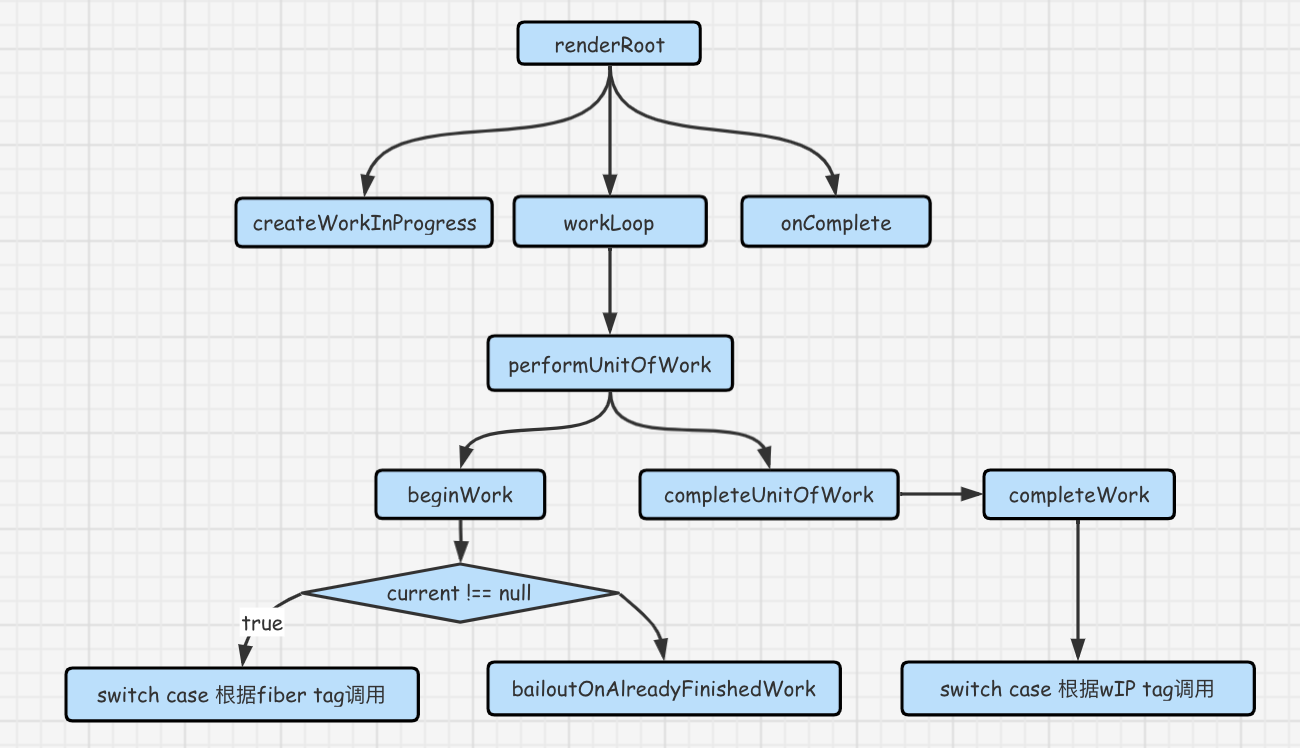 renderRoot
createWorkInProgress
workLoop
onComplete
performUnitOfWork
beginWork
completeUnitOfWork
completeWork
current !== null
true
switch case 根据fiber tag调用
bailoutOnAlreadyFinishedWork
switch case 根据wIP tag调用